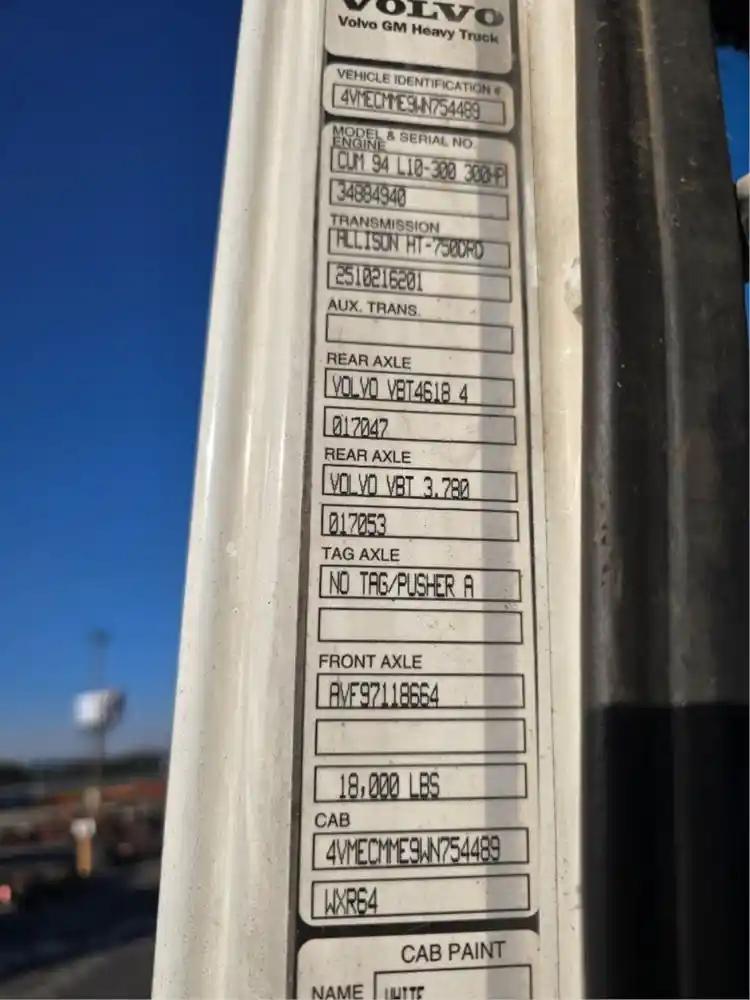 VOLVO
Volvo GM Heavy Truck
VEHICLE IDENTIFICATION #
4VMECMME9WN754489
MODEL & SERIAL NO.
ENGINE
CUM 94 L10-300 300HP
34884940
TRANSMISSION
ALLISON HT-750DRD
2510216201
AUX. TRANS.
REAR AXLE
VOLVO VBT4618 4
017047
REAR AXLE
VOLVO VBT 3.780
017053
TAG AXLE
NO TAG/PUSHER A
FRONT AXLE
AVF97118664
18,000 LBS
CAB
4VMECMME9WN754489
WXR64
CAB PAINT
NAME WHITE